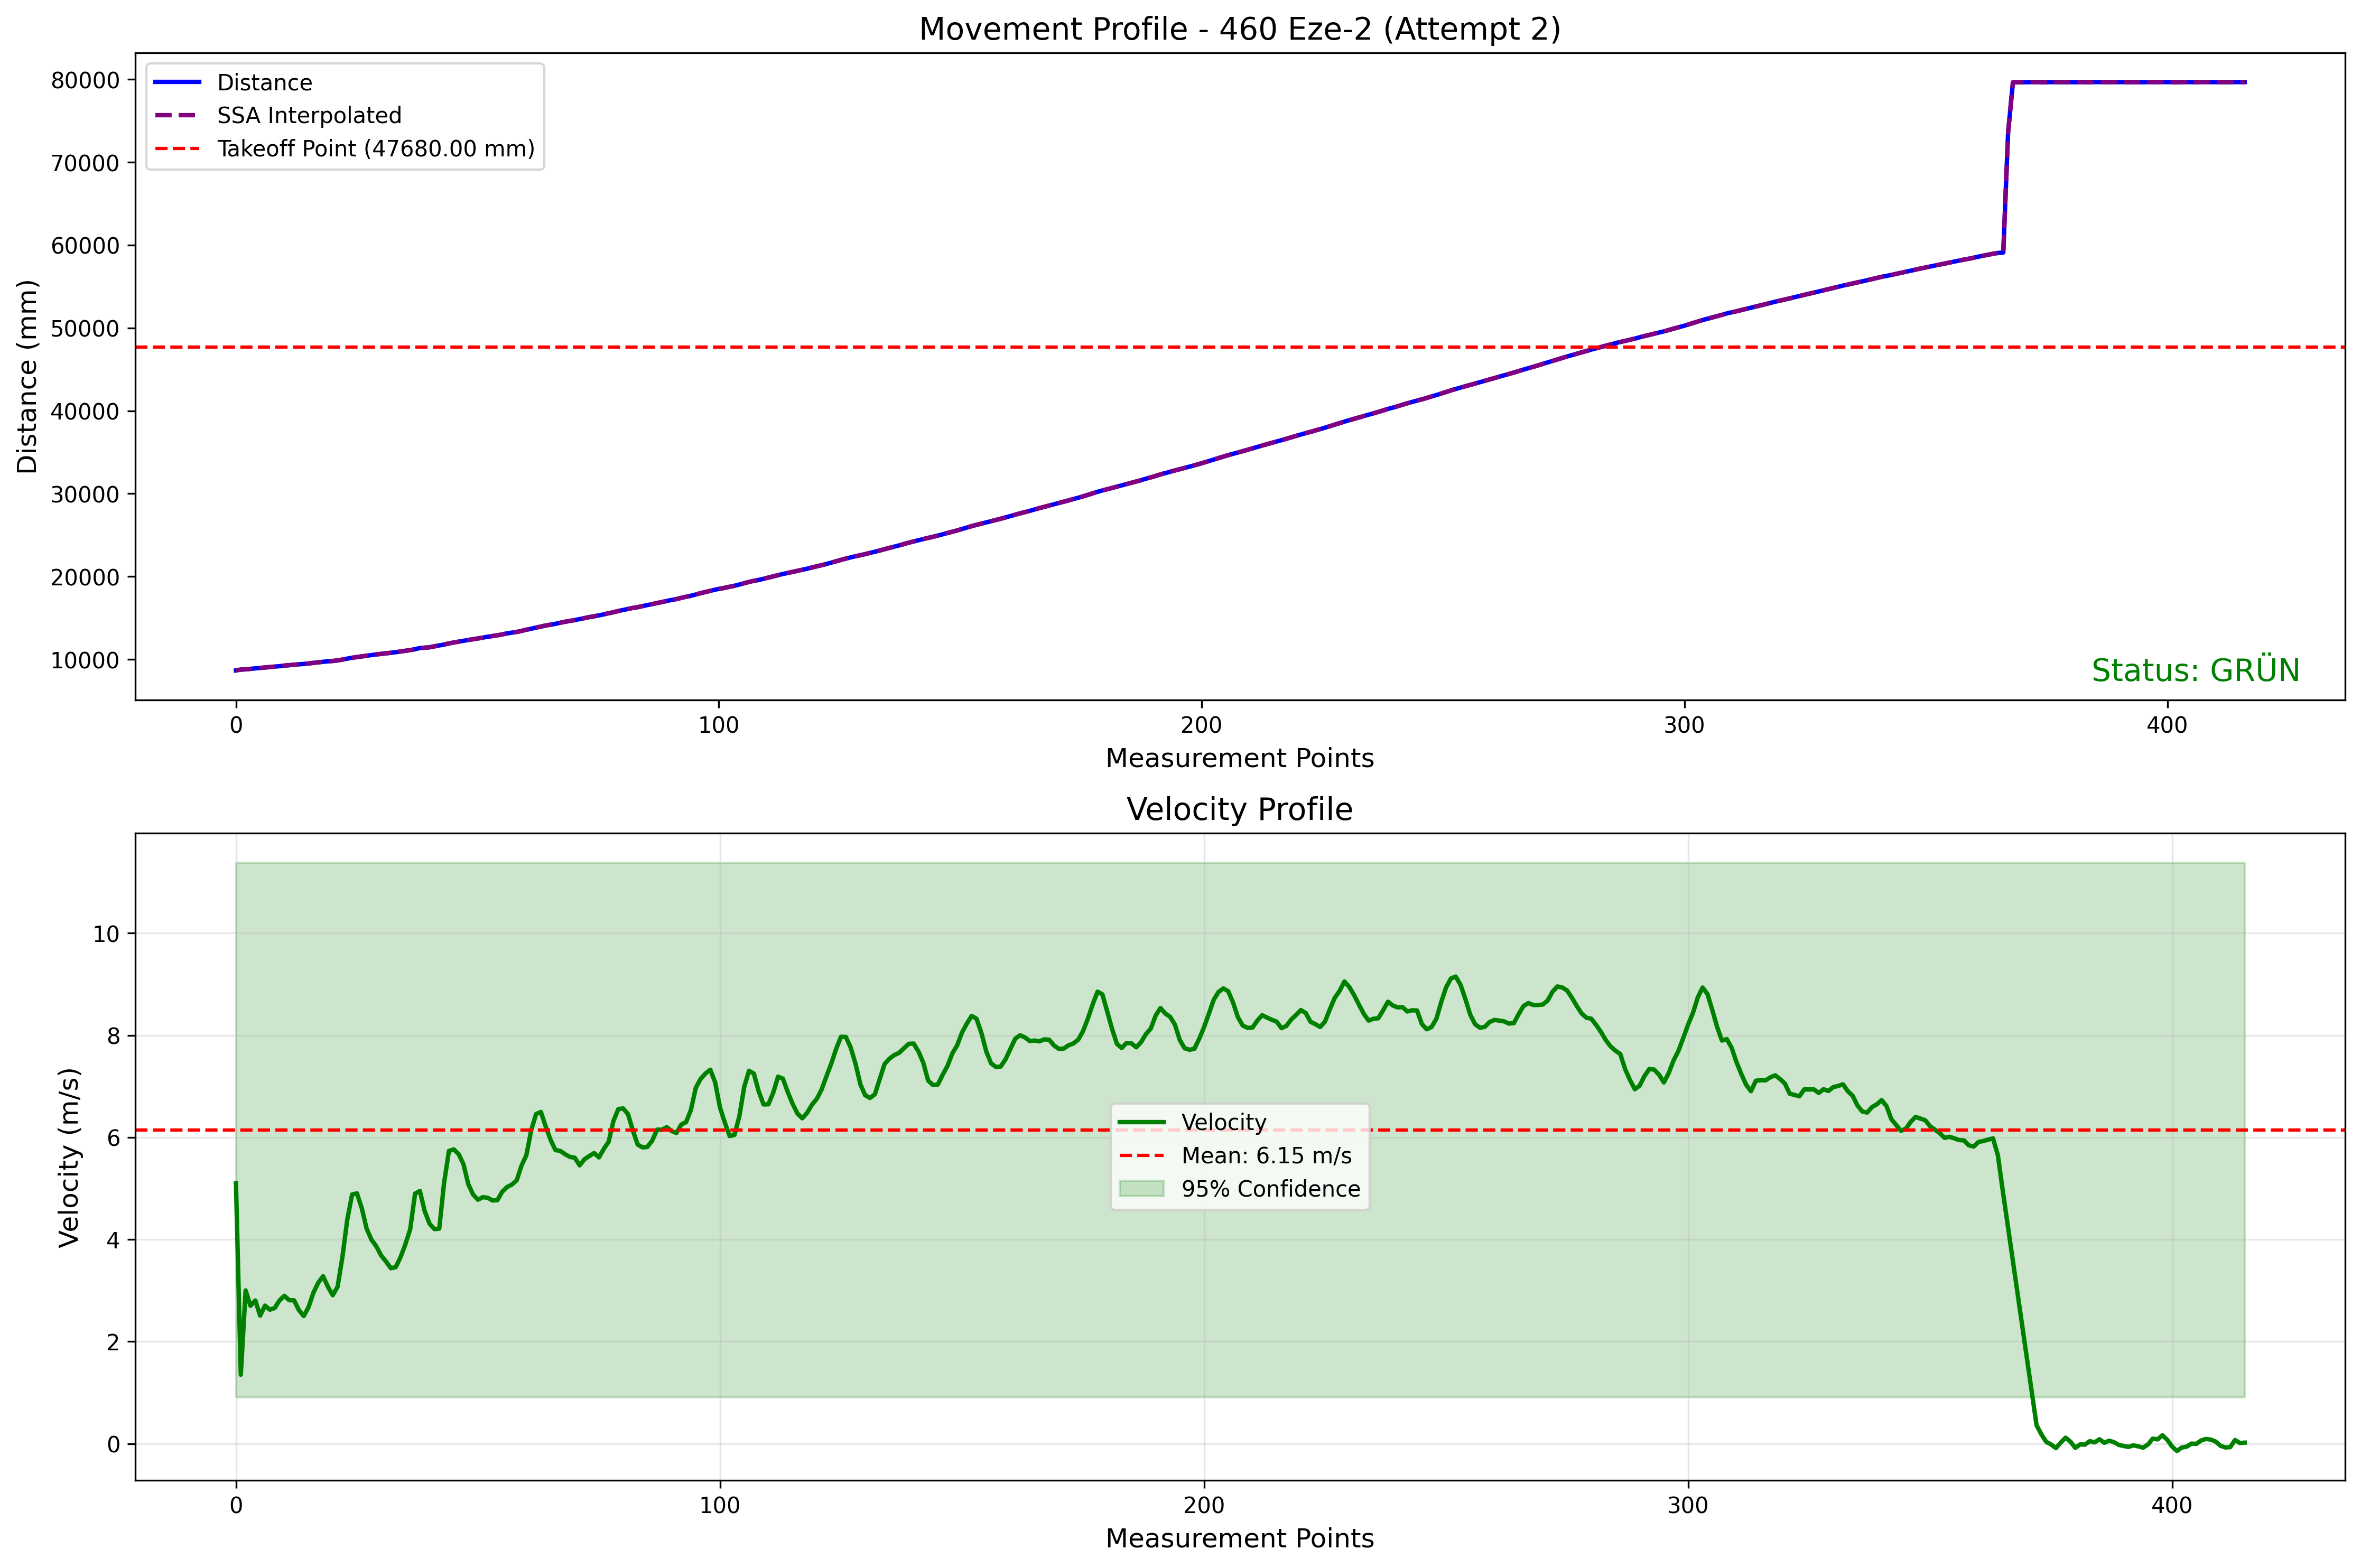 Movement Profile - 460 Eze-2 (Attempt 2)
Distance (mm)
80000
70000
60000
50000
40000
30000
20000
10000
Distance
SSA Interpolated
Takeoff Point (47680.00 mm)
Status: GRÜN
0 100 200 300 400
Measurement Points
Velocity Profile
Velocity (m/s)
10
8
6
4
2
0
Velocity
Mean: 6.15 m/s
95% Confidence
0 100 200 300 400
Measurement Points